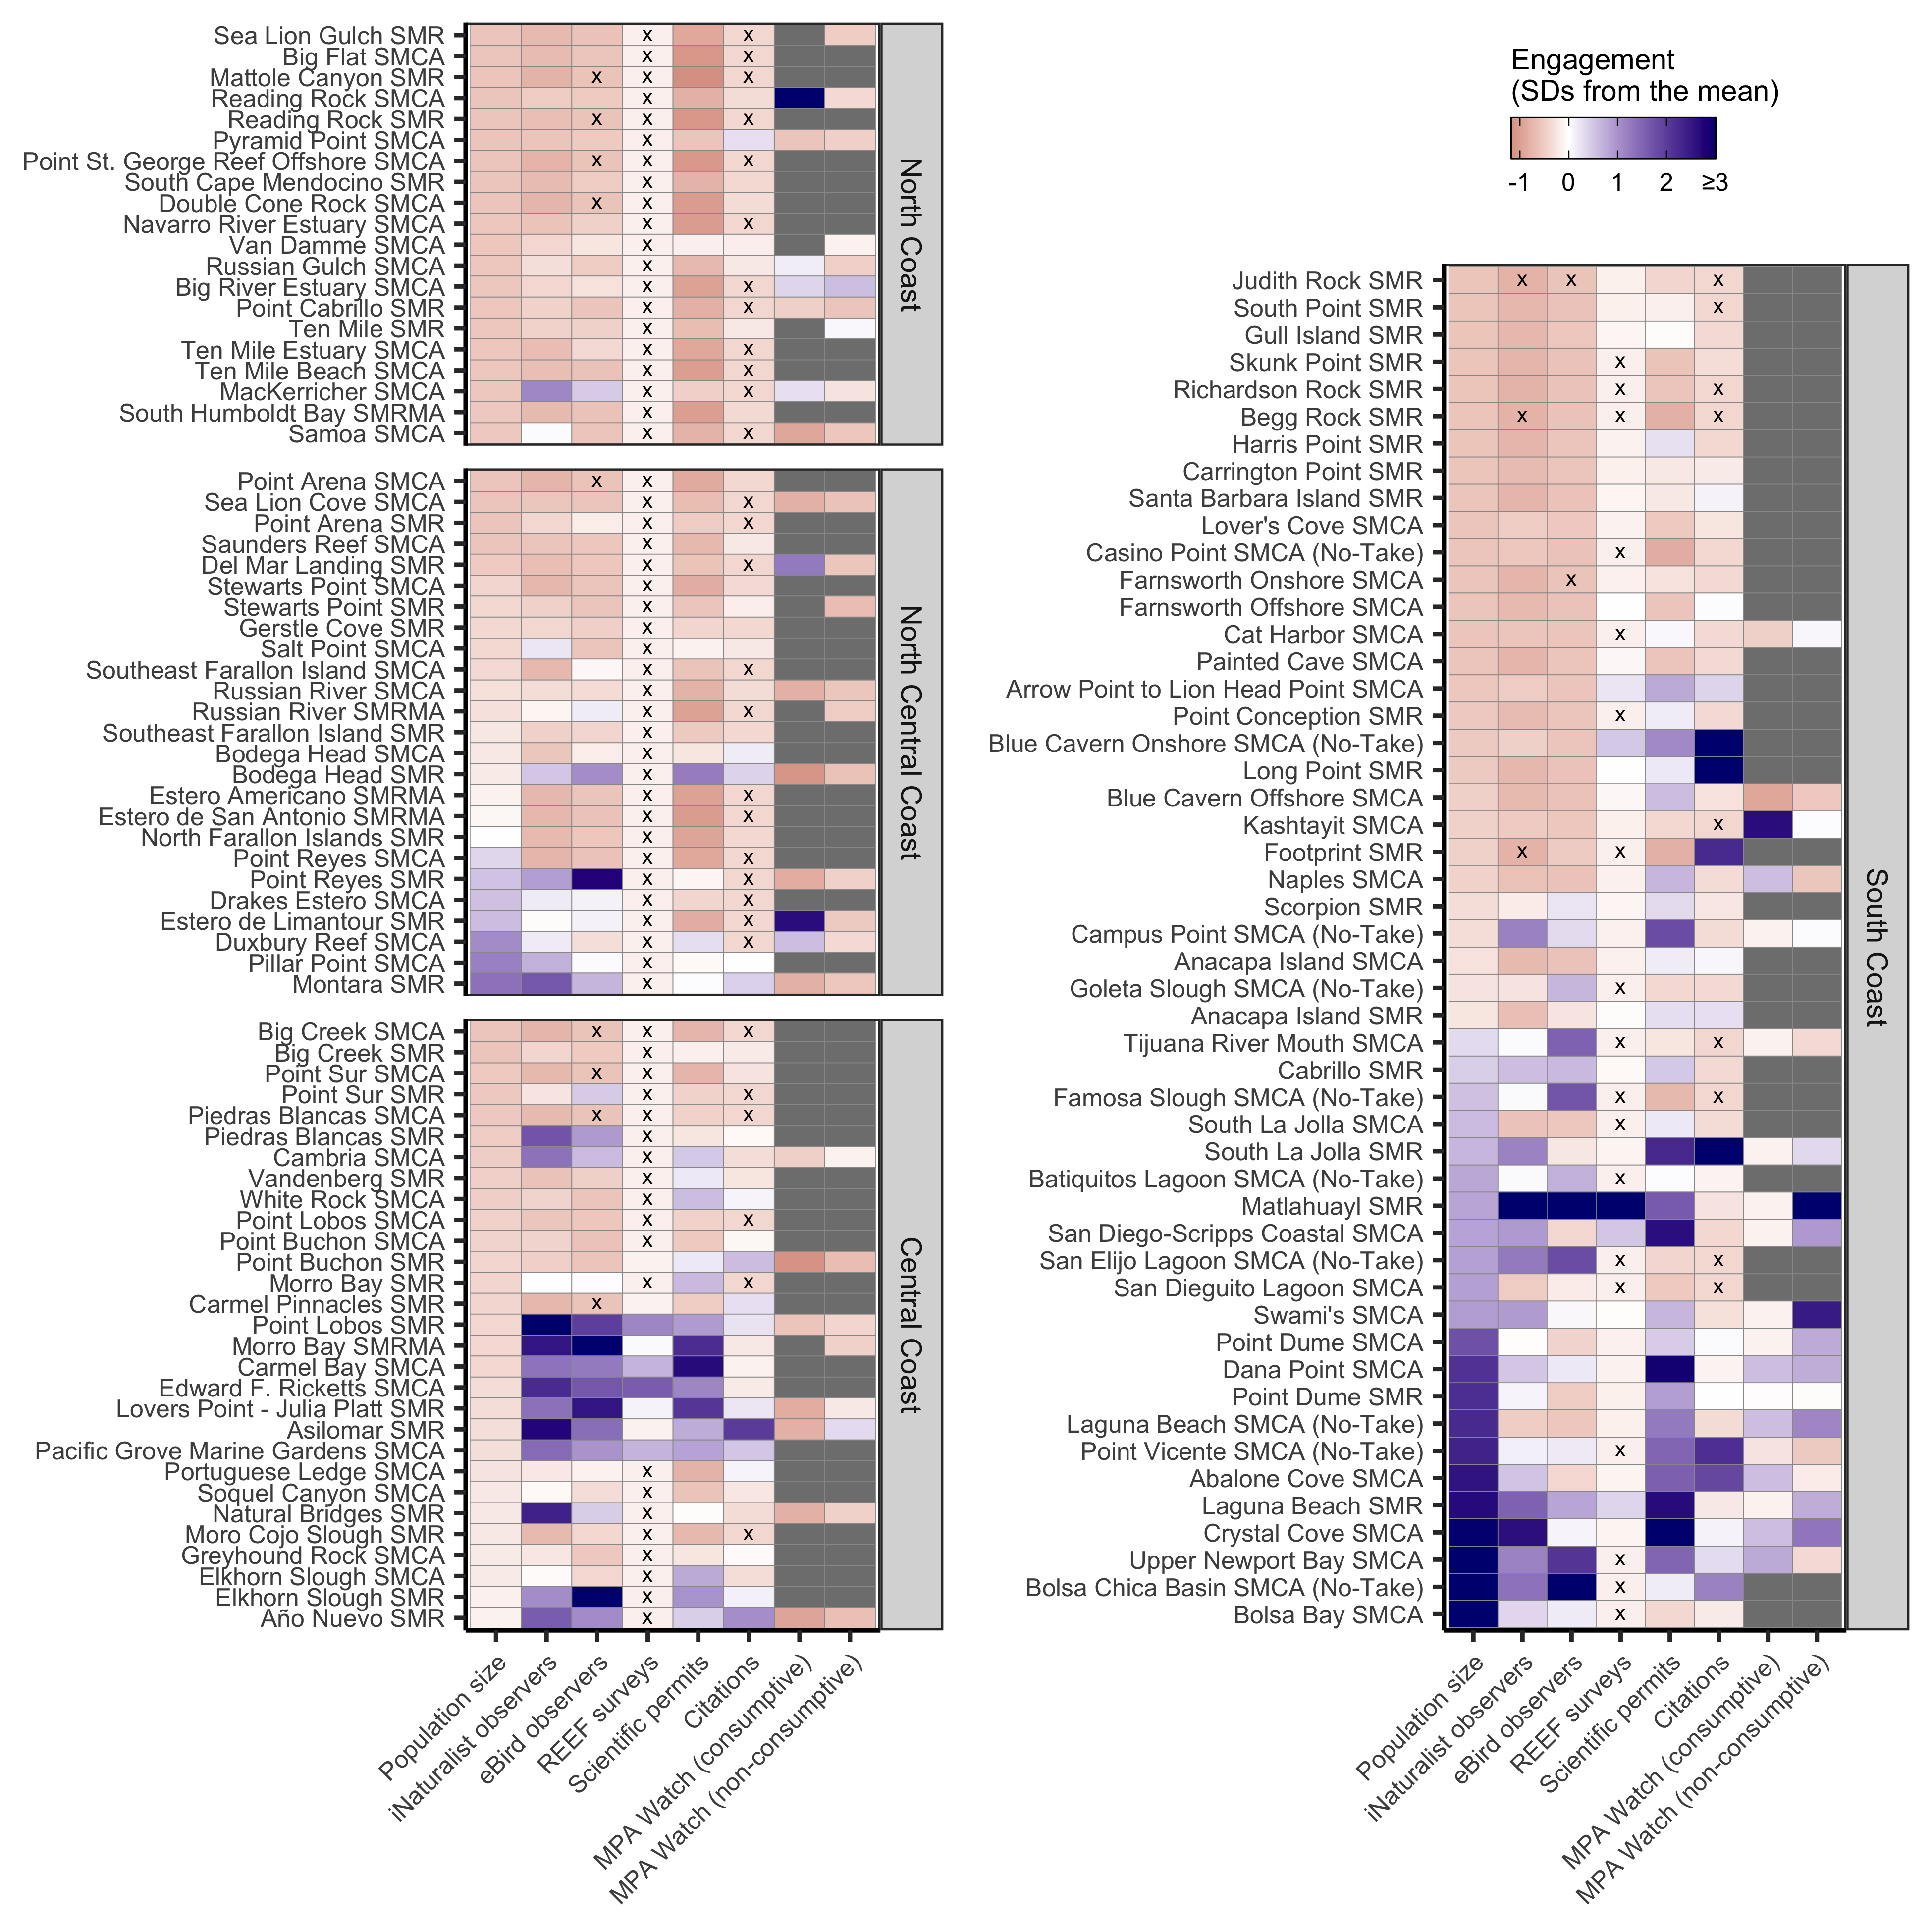 Sea Lion Gulch SMR x x
Big Flat SMCA x x
Mattole Canyon SMR x x x
Reading Rock SMCA x
Reading Rock SMR x x x
Pyramid Point SMCA x
Point St. George Reef Offshore SMCA x x x
South Cape Mendocino SMR x
Double Cone Rock SMCA x x
Navarro River Estuary SMCA x x
Van Damme SMCA x
Russian Gulch SMCA x
Big River Estuary SMCA x x
Point Cabrillo SMR x x
Ten Mile SMR x
Ten Mile Estuary SMCA x x
Ten Mile Beach SMCA x x
MacKerricher SMCA x x
South Humboldt Bay SMRMA x
Samoa SMCA x x
North Coast
Point Arena SMCA x x
Sea Lion Cove SMCA x x
Point Arena SMR x x
Saunders Reef SMCA x
Del Mar Landing SMR x x
Stewarts Point SMCA x
Stewarts Point SMR x
Gerstle Cove SMR x
Salt Point SMCA x
Southeast Farallon Island SMCA x x
Russian River SMCA x
Russian River SMRMA x x
Southeast Farallon Island SMR x
Bodega Head SMCA x
Bodega Head SMR x
Estero Americano SMRMA x x
Estero de San Antonio SMRMA x x
North Farallon Islands SMR x
Point Reyes SMCA x x
Point Reyes SMR x x
Drakes Estero SMCA x x
Estero de Limantour SMR x x
Duxbury Reef SMCA x x
Pillar Point SMCA x
Montara SMR x
North Central Coast
Big Creek SMCA x x x
Big Creek SMR x
Point Sur SMCA x x
Point Sur SMR x x
Piedras Blancas SMCA x x x
Piedras Blancas SMR x
Cambria SMCA x
Vandenberg SMR x
White Rock SMCA x
Point Lobos SMCA x x
Point Buchon SMCA x
Point Buchon SMR
Morro Bay SMR x x
Carmel Pinnacles SMR x
Point Lobos SMR
Morro Bay SMRMA
Carmel Bay SMCA
Edward F. Ricketts SMCA
Lovers Point - Julia Platt SMR
Asilomar SMR
Pacific Grove Marine Gardens SMCA
Portuguese Ledge SMCA x
Soquel Canyon SMCA x
Natural Bridges SMR x
Moro Cojo Slough SMR x x
Greyhound Rock SMCA x
Elkhorn Slough SMCA x
Elkhorn Slough SMR x
Año Nuevo SMR x
Central Coast
Population size
iNaturalist observers
eBird observers
REEF surveys
Scientific permits
Citations
MPA Watch (consumptive)
MPA Watch (non-consumptive)
Engagement
(SDs from the mean)
-1 0 1 2 ≥3
Judith Rock SMR x x x
South Point SMR x
Gull Island SMR
Skunk Point SMR x
Richardson Rock SMR x x
Begg Rock SMR x x x
Harris Point SMR
Carrington Point SMR
Santa Barbara Island SMR
Lover's Cove SMCA
Casino Point SMCA (No-Take) x
Farnsworth Onshore SMCA x
Farnsworth Offshore SMCA
Cat Harbor SMCA x
Painted Cave SMCA
Arrow Point to Lion Head Point SMCA
Point Conception SMR x
Blue Cavern Onshore SMCA (No-Take)
Long Point SMR
Blue Cavern Offshore SMCA
Kashtayit SMCA x
Footprint SMR x x
Naples SMCA
Scorpion SMR
Campus Point SMCA (No-Take)
Anacapa Island SMCA
Goleta Slough SMCA (No-Take) x
Anacapa Island SMR
Tijuana River Mouth SMCA x x
Cabrillo SMR
Famosa Slough SMCA (No-Take) x x
South La Jolla SMCA x
South La Jolla SMR
Batiquitos Lagoon SMCA (No-Take) x
Matlahuayl SMR
San Diego-Scripps Coastal SMCA
San Elijo Lagoon SMCA (No-Take) x x
San Dieguito Lagoon SMCA x x
Swami's SMCA
Point Dume SMCA
Dana Point SMCA
Point Dume SMR
Laguna Beach SMCA (No-Take)
Point Vicente SMCA (No-Take) x
Abalone Cove SMCA
Laguna Beach SMR
Crystal Cove SMCA
Upper Newport Bay SMCA x
Bolsa Chica Basin SMCA (No-Take) x
Bolsa Bay SMCA x
South Coast
Population size
iNaturalist observers
eBird observers
REEF surveys
Scientific permits
Citations
MPA Watch (consumptive)
MPA Watch (non-consumptive)